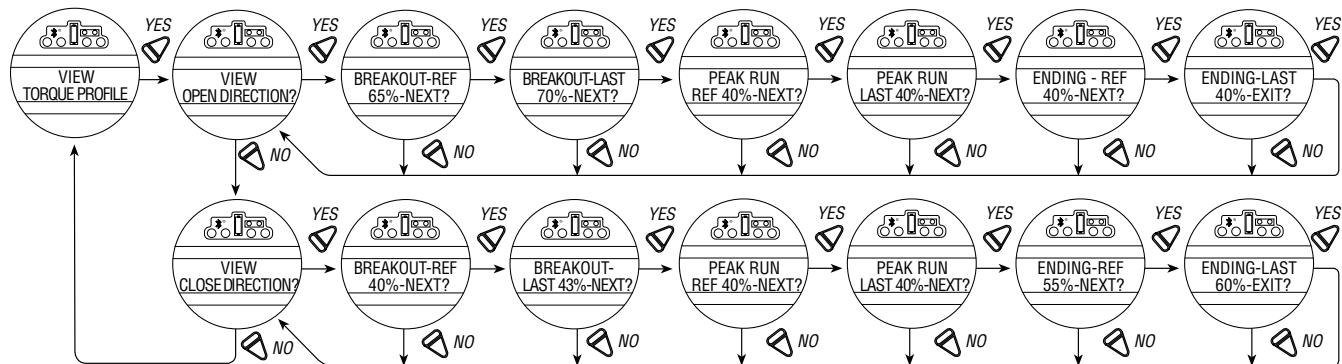 YES
YES
YES
YES
YES
YES
YES
YES
VIEW
TORQUE PROFILE
VIEW
OPEN DIRECTION?
BREAKOUT-REF
65%-NEXT?
BREAKOUT-LAST
70%-NEXT?
PEAK RUN
REF 40%-NEXT?
PEAK RUN
LAST 40%-NEXT?
ENDING - REF
40%-NEXT?
ENDING-LAST
40%-EXIT?
NO
NO
NO
NO
NO
NO
NO
YES
YES
YES
YES
YES
YES
YES
VIEW
CLOSE DIRECTION?
BREAKOUT-REF
40%-NEXT?
BREAKOUT-
LAST 43%-NEXT?
PEAK RUN
REF 40%-NEXT?
PEAK RUN
LAST 40%-NEXT?
ENDING-REF
55%-NEXT?
ENDING-LAST
60%-EXIT?
NO
NO
NO
NO
NO
NO
NO